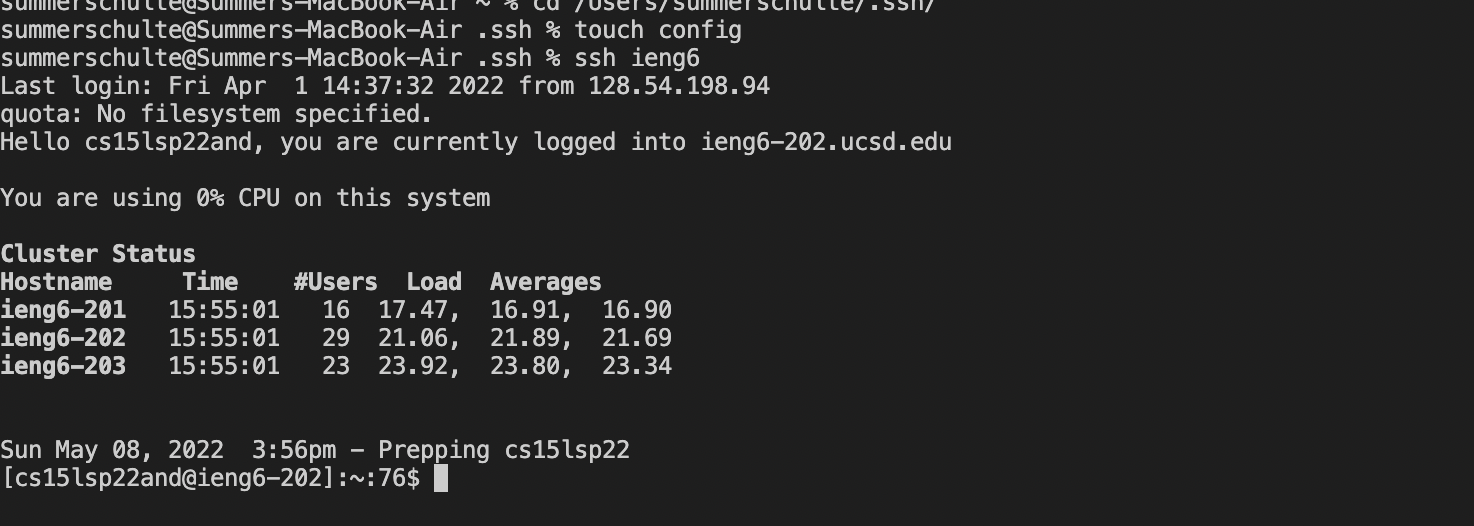 summerschulte@Summers-MacBook-Air ~ % cd /Users/summerschulte/.ssh/
summerschulte@Summers-MacBook-Air .ssh % touch config
summerschulte@Summers-MacBook-Air .ssh % ssh ieng6
Last login: Fri Apr  1 14:37:32 2022 from 128.54.198.94
quota: No filesystem specified.
Hello cs15lsp22and, you are currently logged into ieng6-202.ucsd.edu
You are using 0% CPU on this system
Cluster Status
Hostname     Time    #Users  Load  Averages
ieng6-201   15:55:01   16  17.47,  16.91,  16.90
ieng6-202   15:55:01   29  21.06,  21.89,  21.69
ieng6-203   15:55:01   23  23.92,  23.80,  23.34
Sun May 08, 2022  3:56pm - Prepping cs15lsp22
[cs15lsp22and@ieng6-202]:~:76$